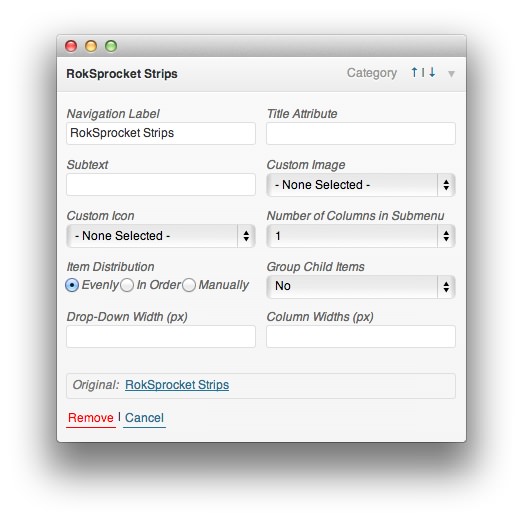 RokSprocket Strips Category ↑ | ↓ ▼
Navigation Label Title Attribute
RokSprocket Strips
Subtext Custom Image
- None Selected -
Custom Icon Number of Columns in Submenu
- None Selected - 1
Item Distribution Group Child Items
Evenly In Order Manually No
Drop-Down Width (px) Column Widths (px)
Original: RokSprocket Strips
Remove | Cancel